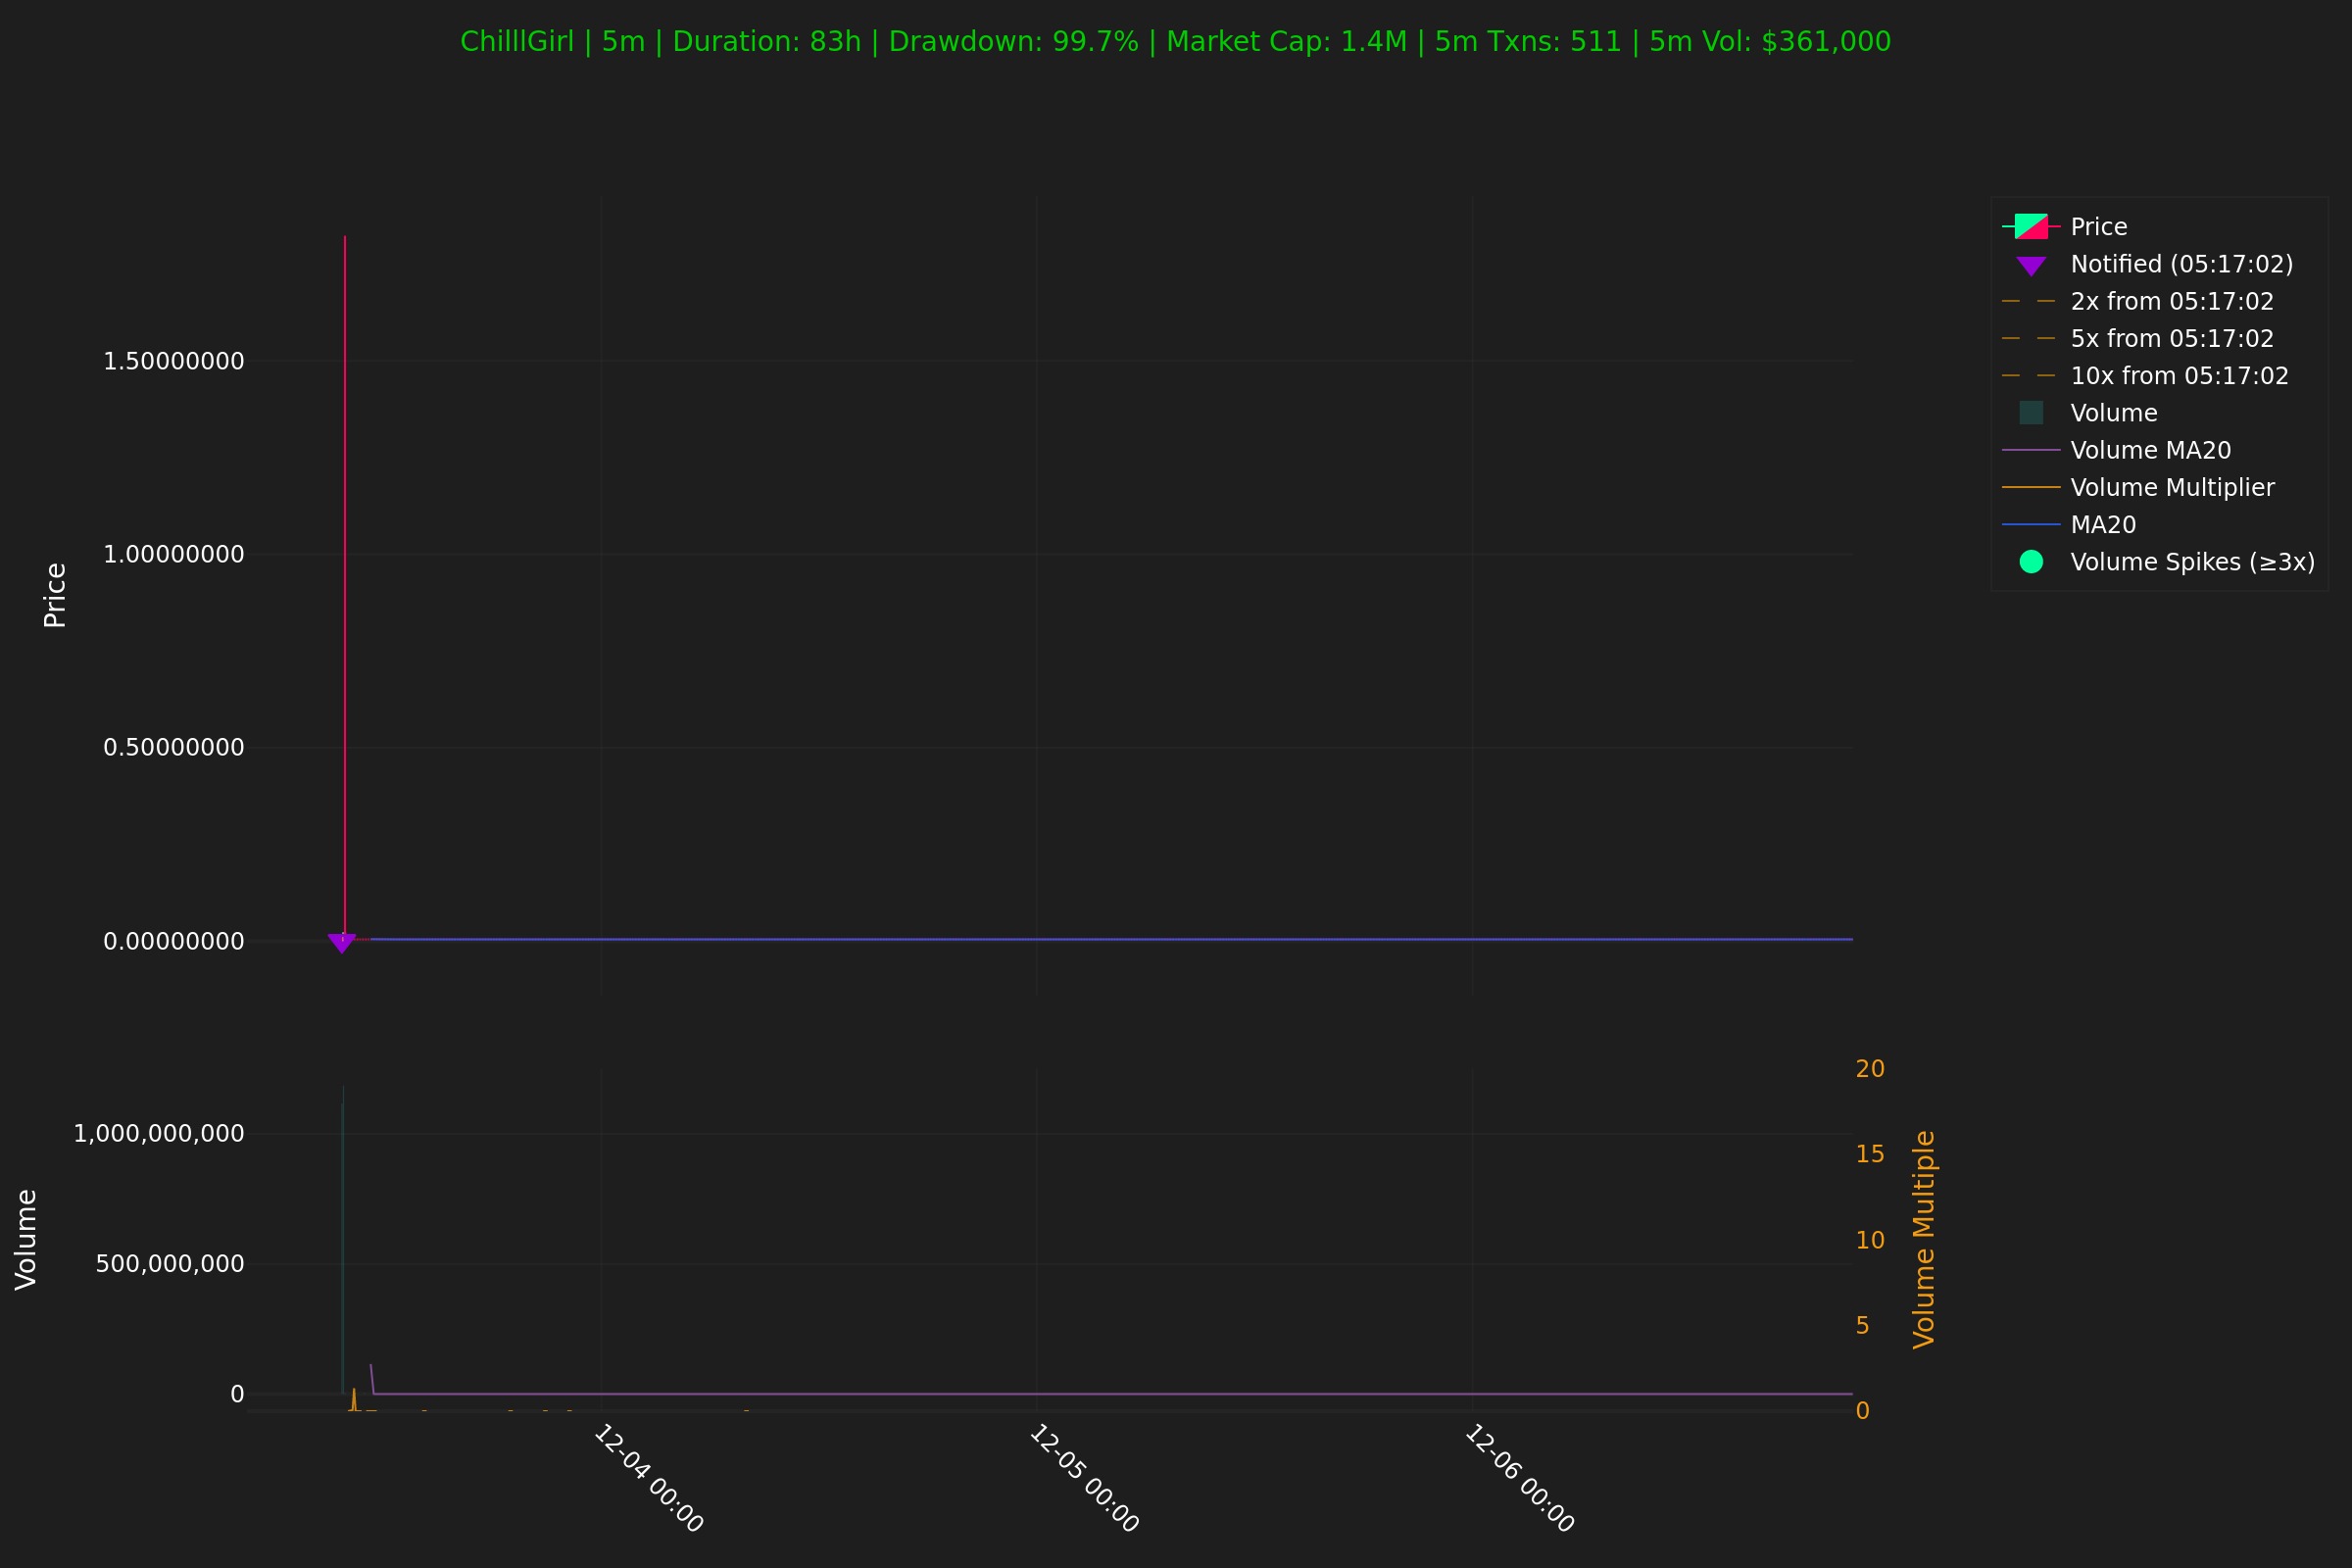 ChilllGirl | 5m | Duration: 83h | Drawdown: 99.7% | Market Cap: 1.4M | 5m Txns: 511 | 5m Vol: $361,000
Price
1.50000000
1.00000000
0.50000000
0.00000000
Price
Notified (05:17:02)
2x from 05:17:02
5x from 05:17:02
10x from 05:17:02
Volume
Volume MA20
Volume Multiplier
MA20
Volume Spikes (≥3x)
Volume
1,000,000,000
500,000,000
0
20
15
10
5
0
Volume Multiple
12-04 00:00
12-05 00:00
12-06 00:00